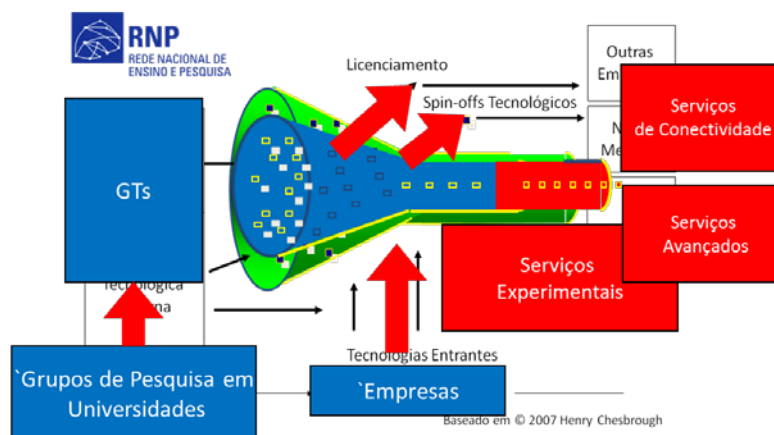 RNP
REDE NACIONAL DE
ENSINO E PESQUISA
Licenciamento
Outras
Spin-offs Tecnológicos
Serviços
de Conectividade
GTs
Serviços
Avançados
Serviços
Experimentais
Tecnológica
Tecnologias Entrantes
`Grupos de Pesquisa em
Universidades
`Empresas
Baseado em © 2007 Henry Chesbrough